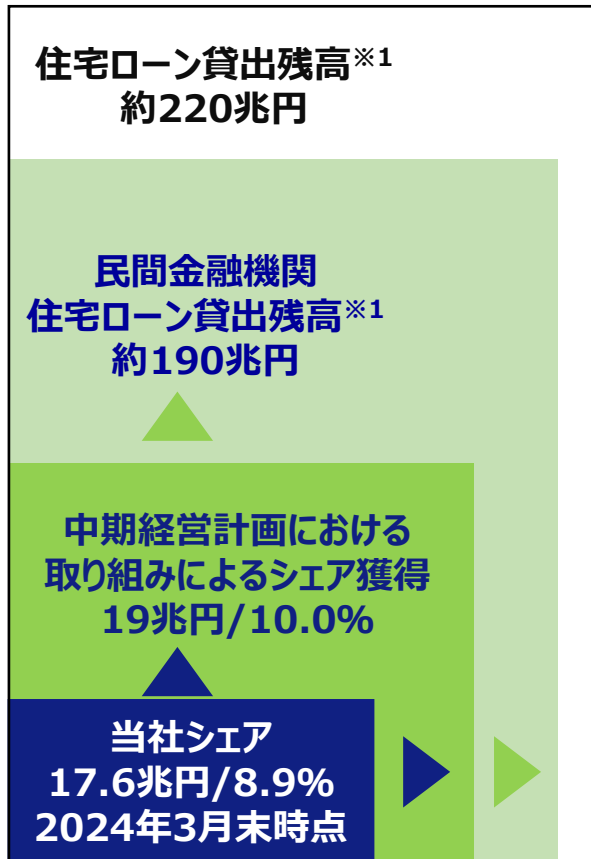 住宅ローン貸出残高※1
約220兆円
民間金融機関
住宅ローン貸出残高※1
約190兆円
中期経営計画における
取り組みによるシェア獲得
19兆円/10.0%
当社シェア
17.6兆円/8.9%
2024年3月末時点